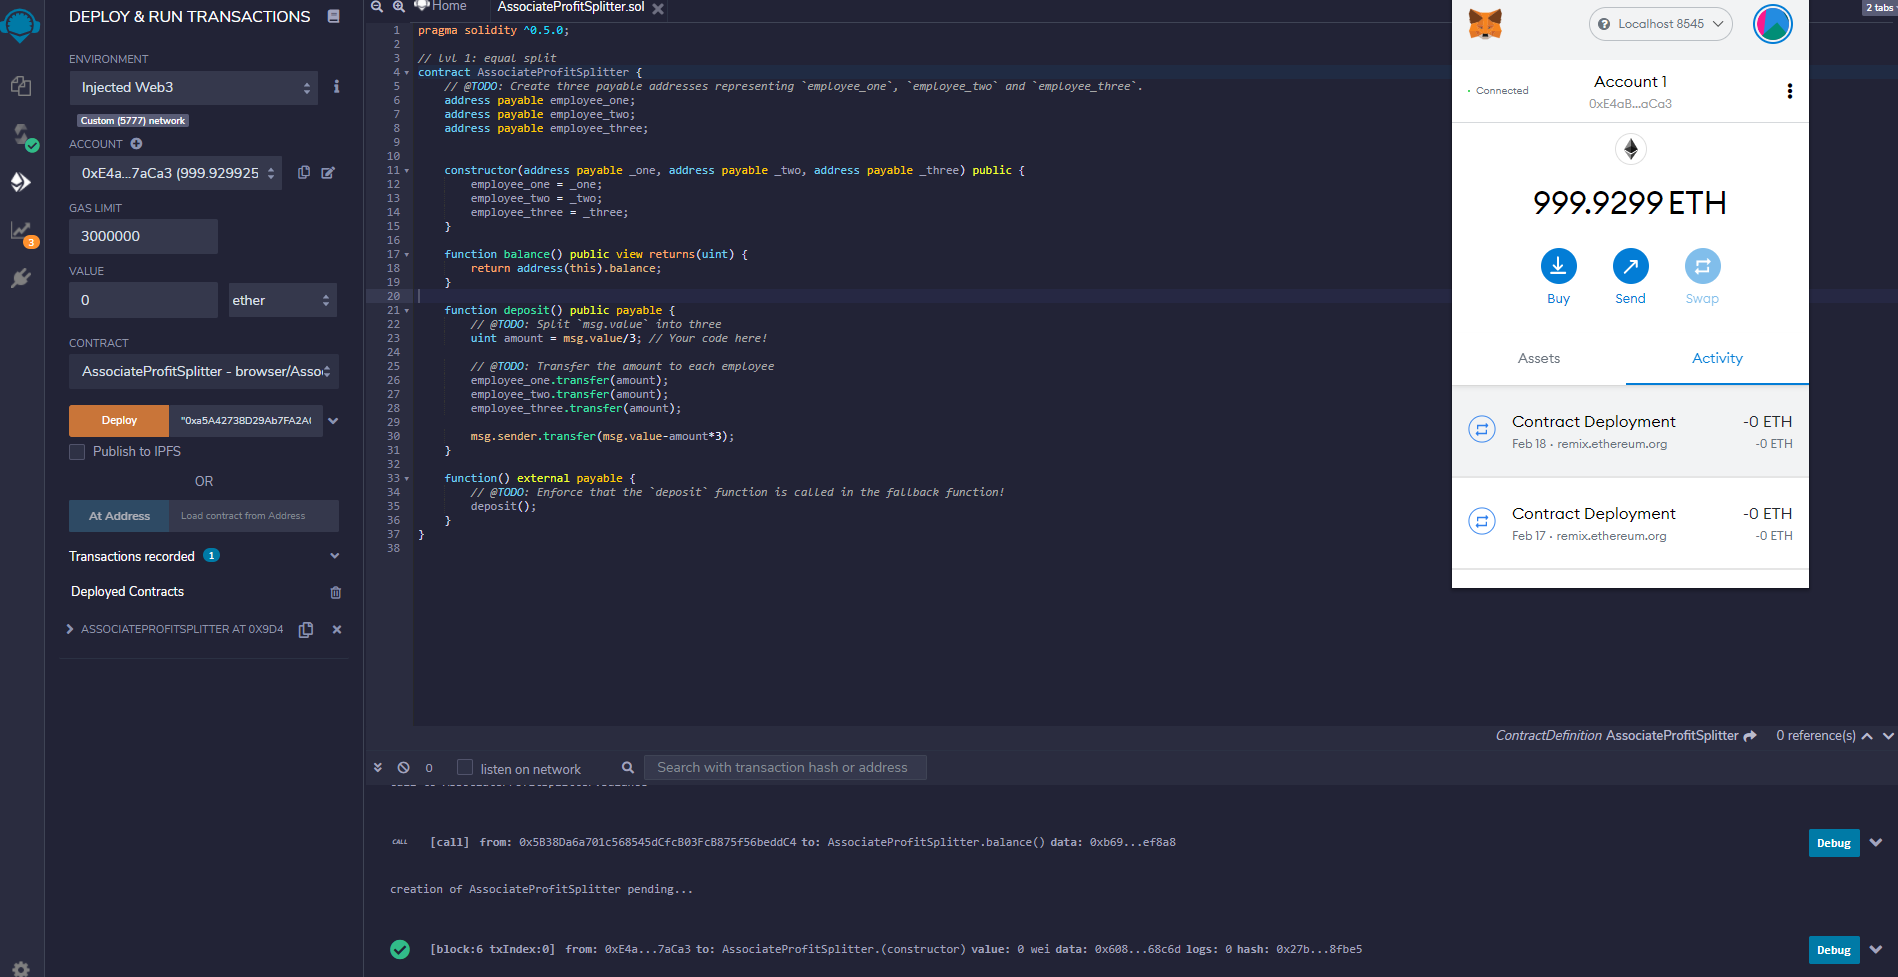 DEPLOY & RUN TRANSACTIONS
ENVIRONMENT
Injected Web3
Custom (5777) network
ACCOUNT
0xE4a...7aCa3 (999.929925
GAS LIMIT
3000000
VALUE
0
ether
CONTRACT
AssociateProfitSplitter - browser/Asso
Deploy
"0xa5A42738D29Ab7FA2A
Publish to IPFS
OR
At Address
Load contract from Address
Transactions recorded 1
Deployed Contracts
ASSOCIATEPROFITSPLITTER AT 0X9D4
3
Home
AssociateProfitSplitter.sol
1 pragma solidity ^0.5.0;
2
3 // lvl 1: equal split
4 contract AssociateProfitSplitter {
5 // @TODO: Create three payable addresses representing `employee_one`, `employee_two` and `employee_three`.
6 address payable employee_one;
7 address payable employee_two;
8 address payable employee_three;
9
10
11 constructor(address payable _one, address payable _two, address payable _three) public {
12 employee_one = _one;
13 employee_two = _two;
14 employee_three = _three;
15 }
16
17 function balance() public view returns(uint) {
18 return address(this).balance;
19 }
20
21 function deposit() public payable {
22 // @TODO: Split `msg.value` into three
23 uint amount = msg.value/3; // Your code here!
24
25 // @TODO: Transfer the amount to each employee
26 employee_one.transfer(amount);
27 employee_two.transfer(amount);
28 employee_three.transfer(amount);
29
30 msg.sender.transfer(msg.value-amount*3);
31 }
32
33 function() external payable {
34 // @TODO: Enforce that the `deposit` function is called in the fallback function!
35 deposit();
36 }
37 }
38
2 tabs
Localhost 8545
Connected
Account 1
0xE4aB...aCa3
999.9299 ETH
Buy
Send
Swap
Assets
Activity
Contract Deployment -0 ETH
Feb 18 · remix.ethereum.org -0 ETH
Contract Deployment -0 ETH
Feb 17 · remix.ethereum.org -0 ETH
ContractDefinition AssociateProfitSplitter 0 reference(s)
0
listen on network
Search with transaction hash or address
CALL [call] from: 0x5B38Da6a701c568545dCfcB03FcB875f56beddC4 to: AssociateProfitSplitter.balance() data: 0xb69...ef8a8
Debug
creation of AssociateProfitSplitter pending...
[block:6 txIndex:0] from: 0xE4a...7aCa3 to: AssociateProfitSplitter.(constructor) value: 0 wei data: 0x608...68c6d logs: 0 hash: 0x27b...8fbe5
Debug